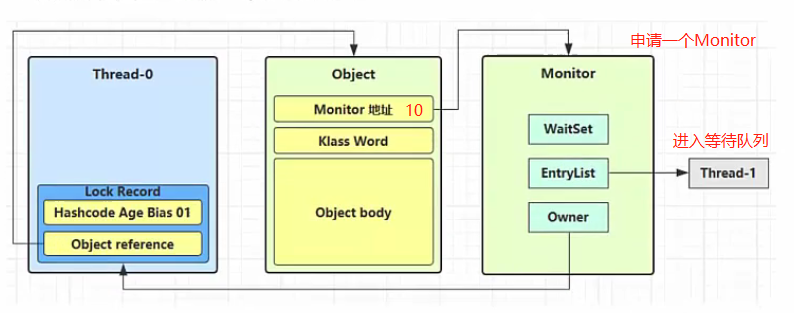 申请一个Monitor
Thread-0
Object
Monitor
Monitor 地址 10
WaitSet
Klass Word
进入等待队列
EntryList
Thread-1
Lock Record
Hashcode Age Bias 01
Object body
Owner
Object reference